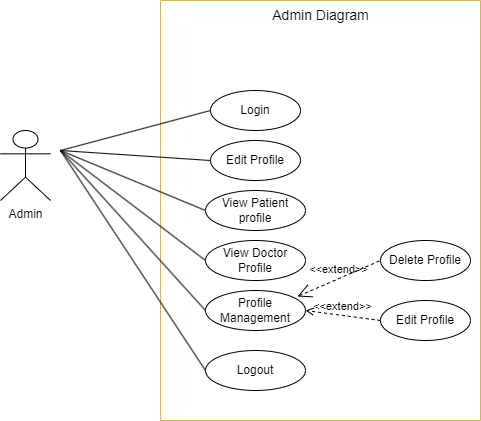 Admin Diagram
Login
Edit Profile
View Patient
profile
Admin
View Doctor
Profile
<<extend>>
Delete Profile
Profile
Management
<<extend>>
Edit Profile
Logout